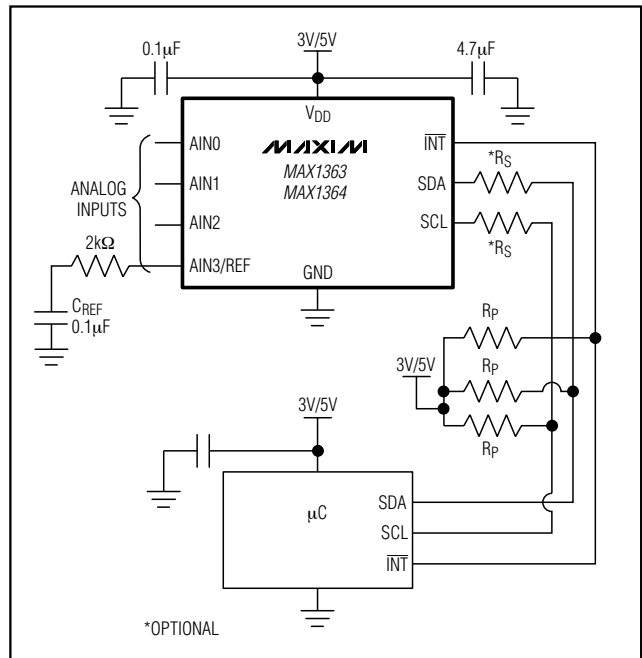 3V/5V
0.1µF
4.7µF
VDD
AIN0
MAXIM
INT
MAX1363
SDA
*RS
ANALOG
INPUTS
AIN1
MAX1364
AIN2
SCL
*RS
2kΩ
AIN3/REF
GND
CREF
0.1µF
RP
3V/5V
RP
3V/5V
RP
µC
SDA
SCL
INT
*OPTIONAL